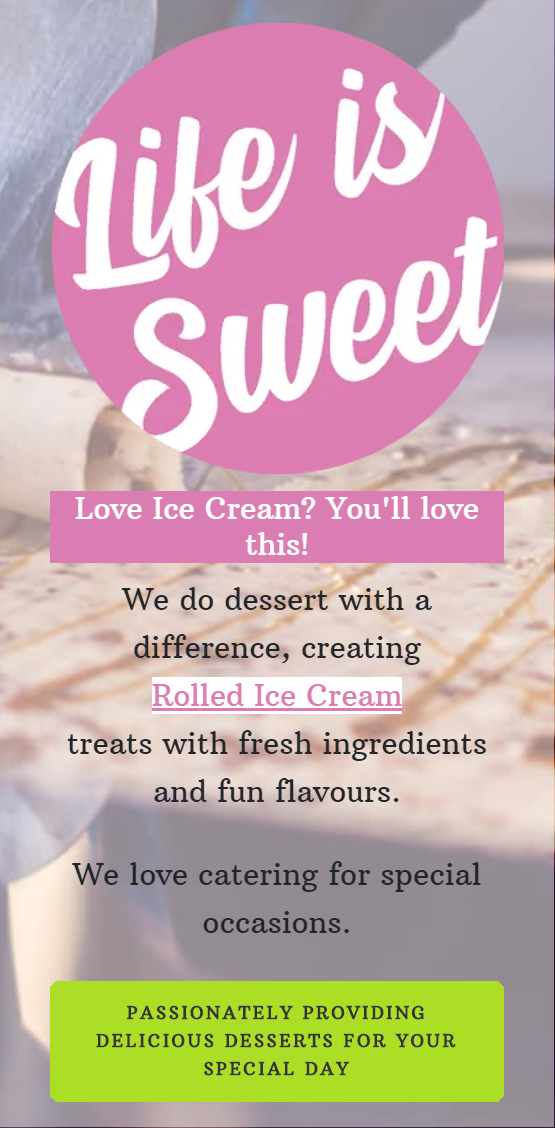 Life is
Sweet
Love Ice Cream? You'll love
this!
We do dessert with a
difference, creating
Rolled Ice Cream
treats with fresh ingredients
and fun flavours.
We love catering for special
occasions.
PASSIONATELY PROVIDING
DELICIOUS DESSERTS FOR YOUR
SPECIAL DAY